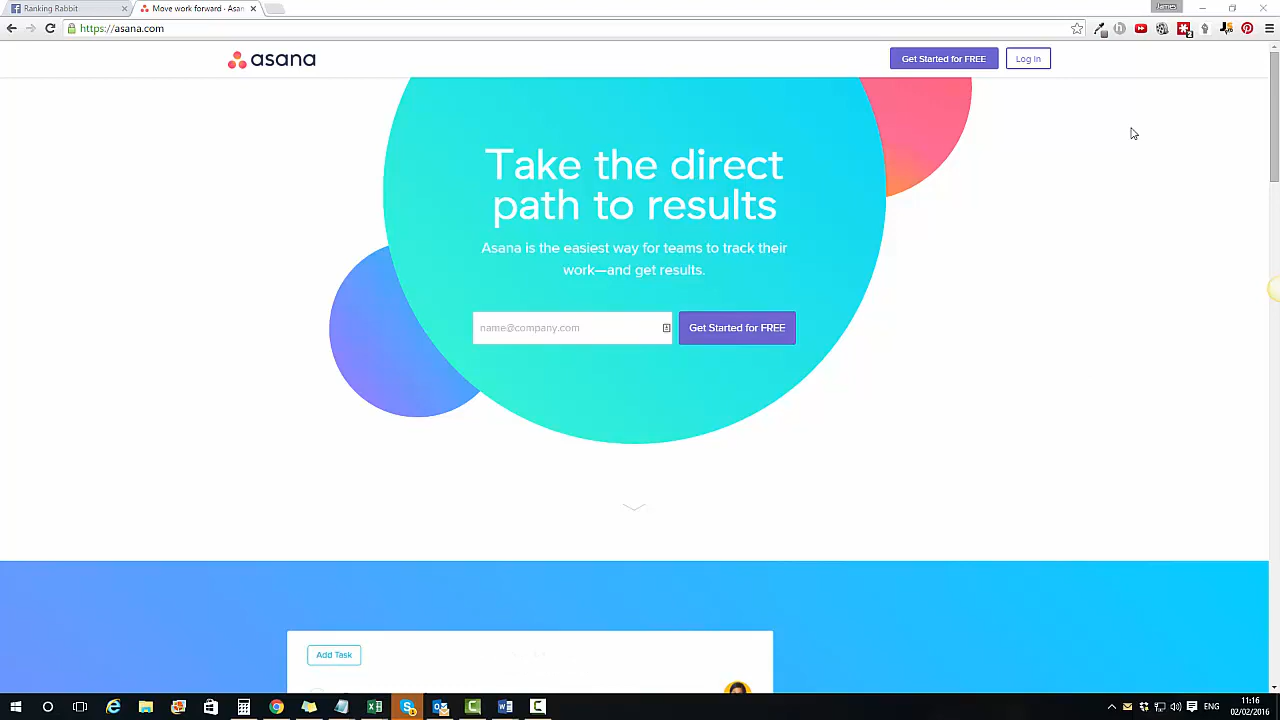 Ranking Rabbit
Move work forward - Asan
James
https://asana.com
asana
Get Started for FREE
Log In
Take the direct
path to results
Asana is the easiest way for teams to track their
work—and get results.
name@company.com
Get Started for FREE
Add Task
ENG
11:16
02/02/2016